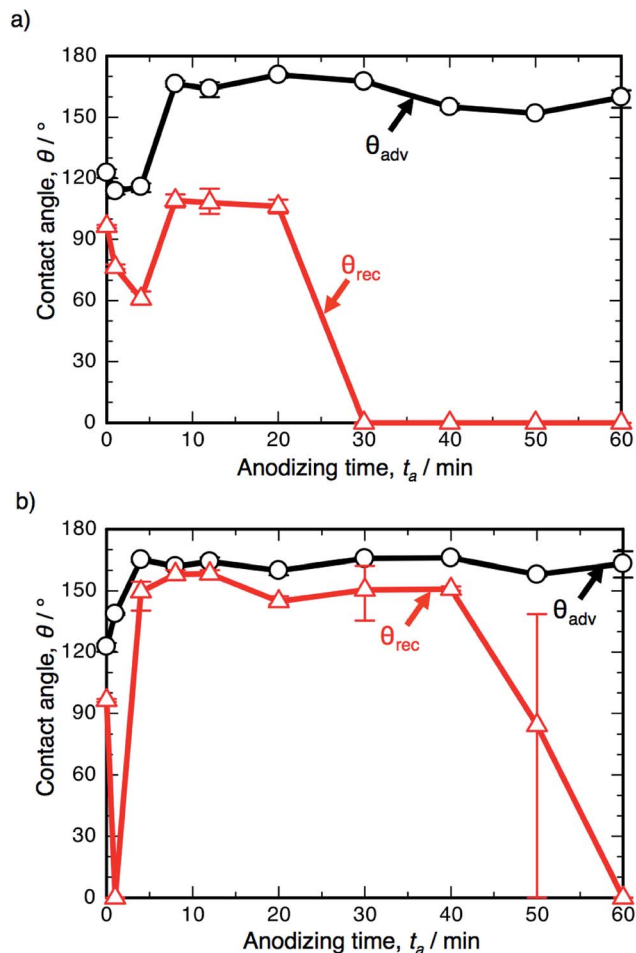 a)
180
150
120
90
60
30
0
Contact angle, θ / °
θadv
θrec
0 10 20 30 40 50 60
Anodizing time, ta / min
b)
180
150
120
90
60
30
0
Contact angle, θ / °
θadv
θrec
0 10 20 30 40 50 60
Anodizing time, ta / min